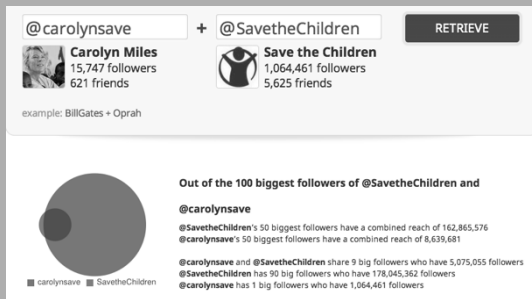 @carolynsave + @SavetheChildren RETRIEVE
Carolyn Miles
15,747 followers
621 friends
Save the Children
1,064,461 followers
5,625 friends
example: BillGates + Oprah
Out of the 100 biggest followers of @SavetheChildren and
@carolynsave
@SavetheChildren's 50 biggest followers have a combined reach of 162,865,576
@carolynsave's 50 biggest followers have a combined reach of 8,639,681
@carolynsave and @SavetheChildren share 9 big followers who have 5,075,055 followers
@SavetheChildren has 90 big followers who have 178,045,362 followers
@carolynsave has 1 big followers who have 1,064,461 followers
carolynsave SavetheChildren